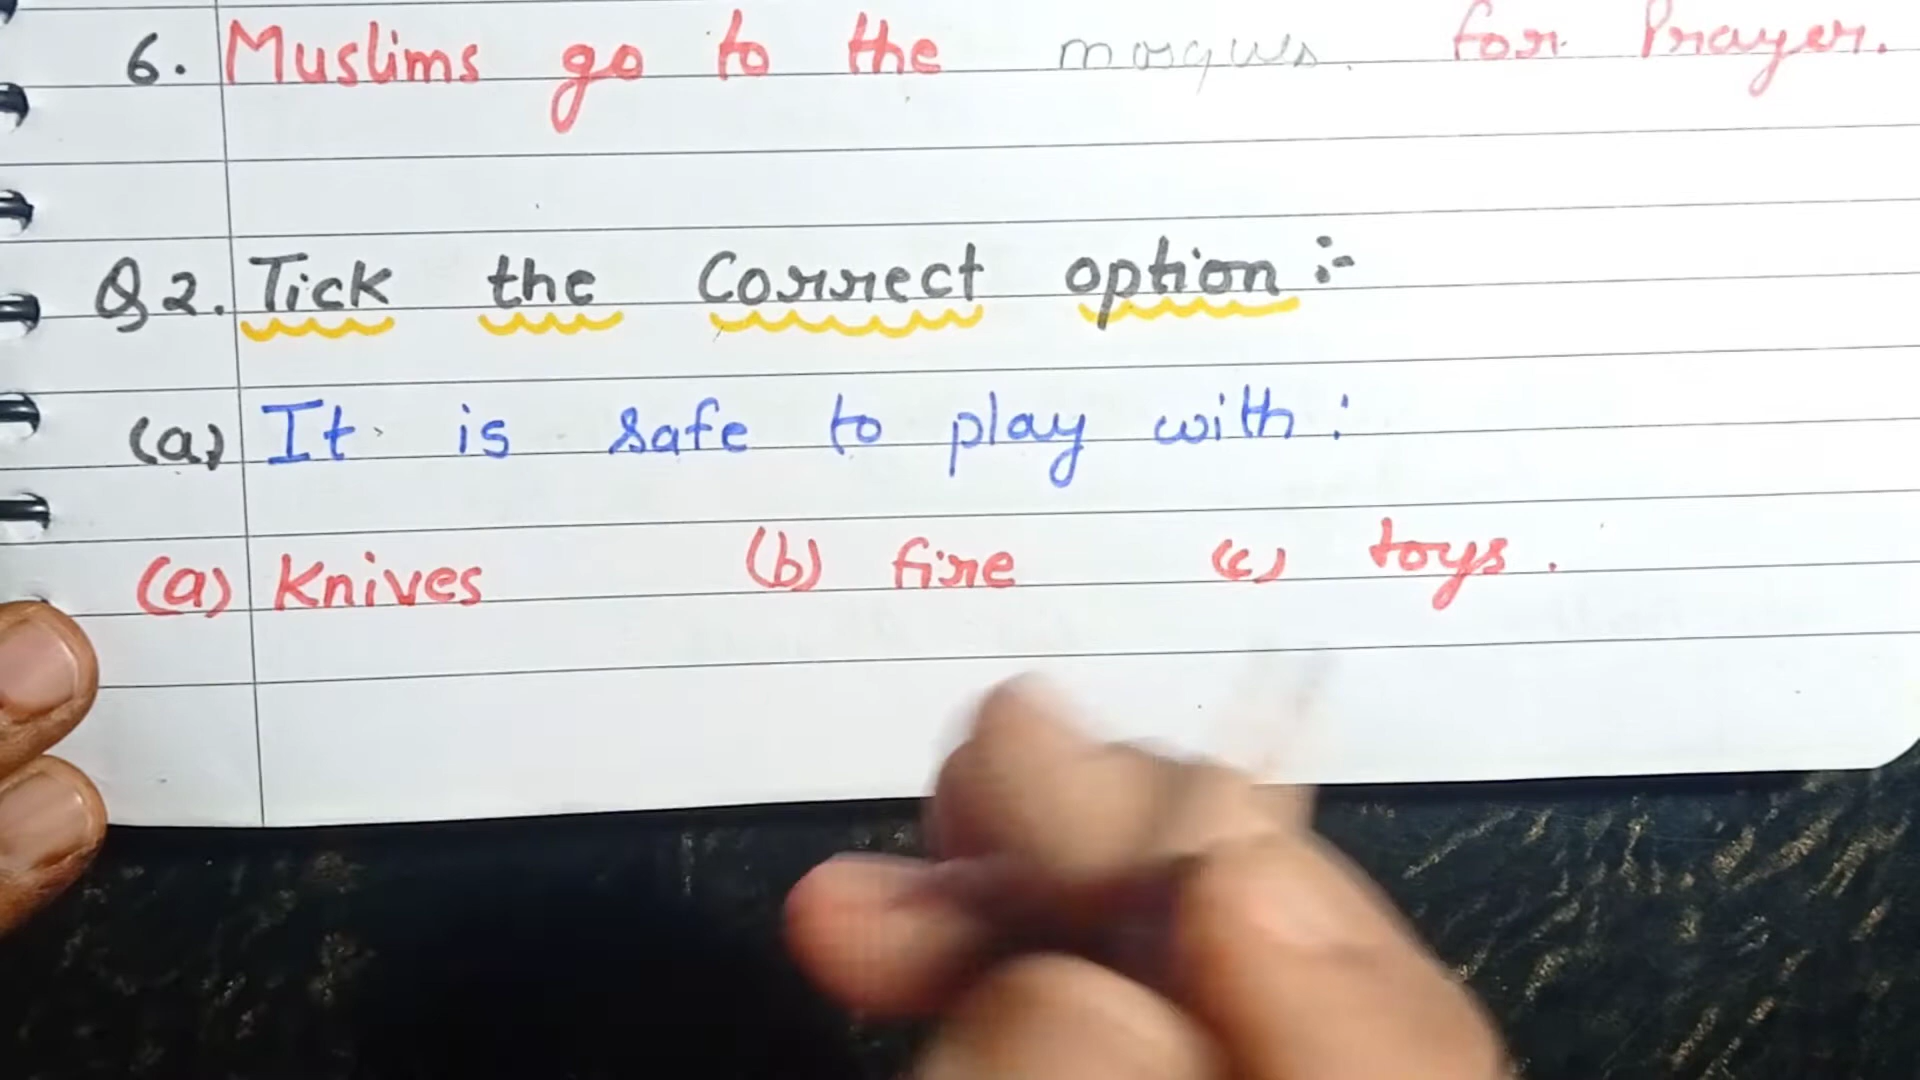 6. Muslims go to the mosques. for Prayer.
Q2. Tick the Correct option :-
(a) It is safe to play with :
(a) Knives (b) fire (c) toys.